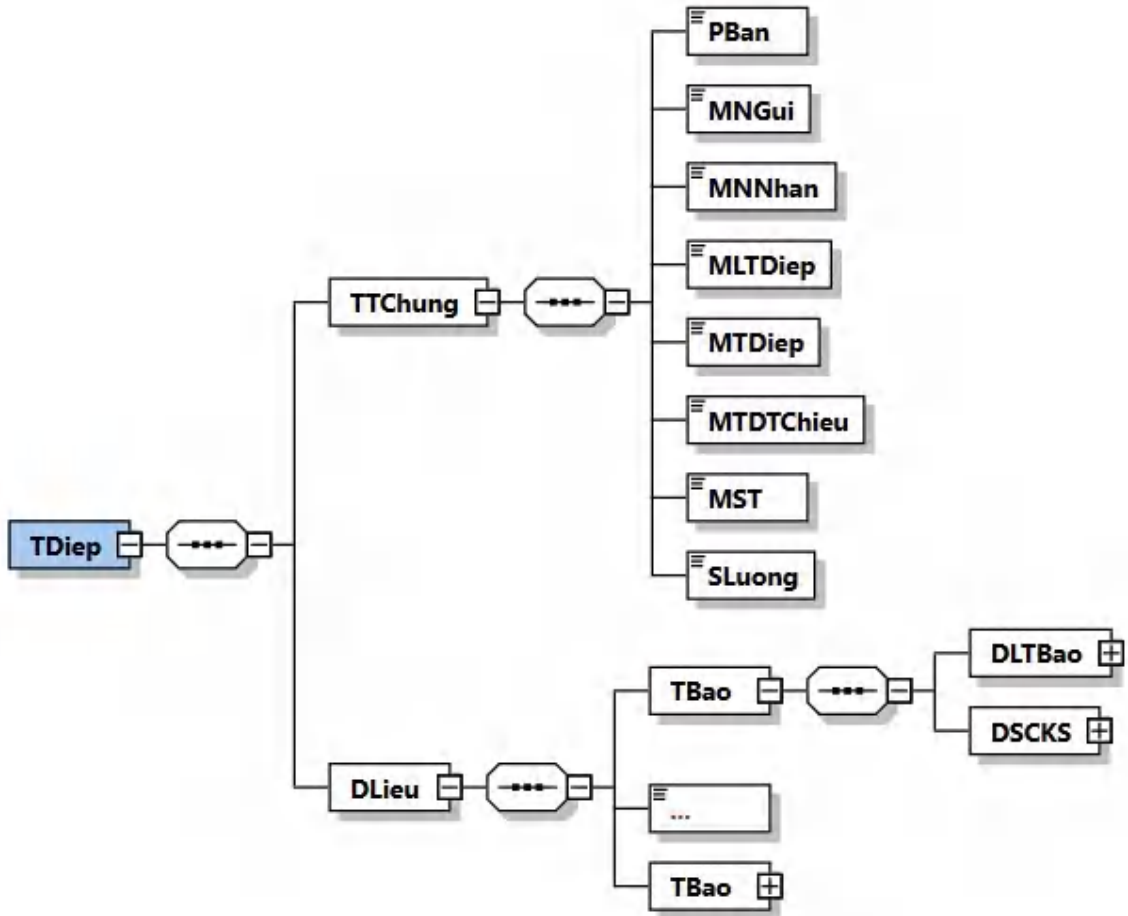 PBan
MNGui
MNNhan
MLTDiep
TTChung
MTDiep
MTDTChieu
MST
TDiep
SLuong
DLTBao
TBao
DSCKS
DLieu
...
TBao